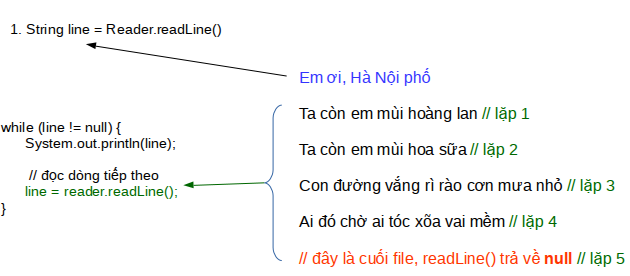 1. String line = Reader.readLine()
Em ơi, Hà Nội phố
while (line != null) {
System.out.println(line);
// đọc dòng tiếp theo
line = reader.readLine();
}
Ta còn em mùi hoàng lan // lặp 1
Ta còn em mùi hoa sữa // lặp 2
Con đường vắng rì rào cơn mưa nhỏ // lặp 3
Ai đó chờ ai tóc xõa vai mềm // lặp 4
// đây là cuối file, readLine() trả về null // lặp 5